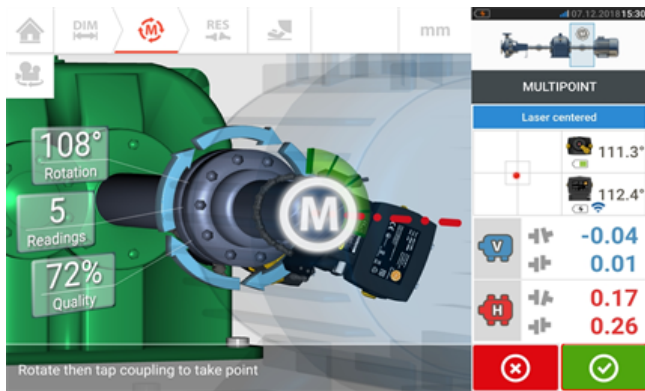 DIM
M
RES
mm
07.12.2018 15:30
MULTIPOINT
Laser centered
111.3°
112.4°
108°
Rotation
5
Readings
72%
Quality
M
V
-0.04
0.01
H
0.17
0.26
Rotate then tap coupling to take point